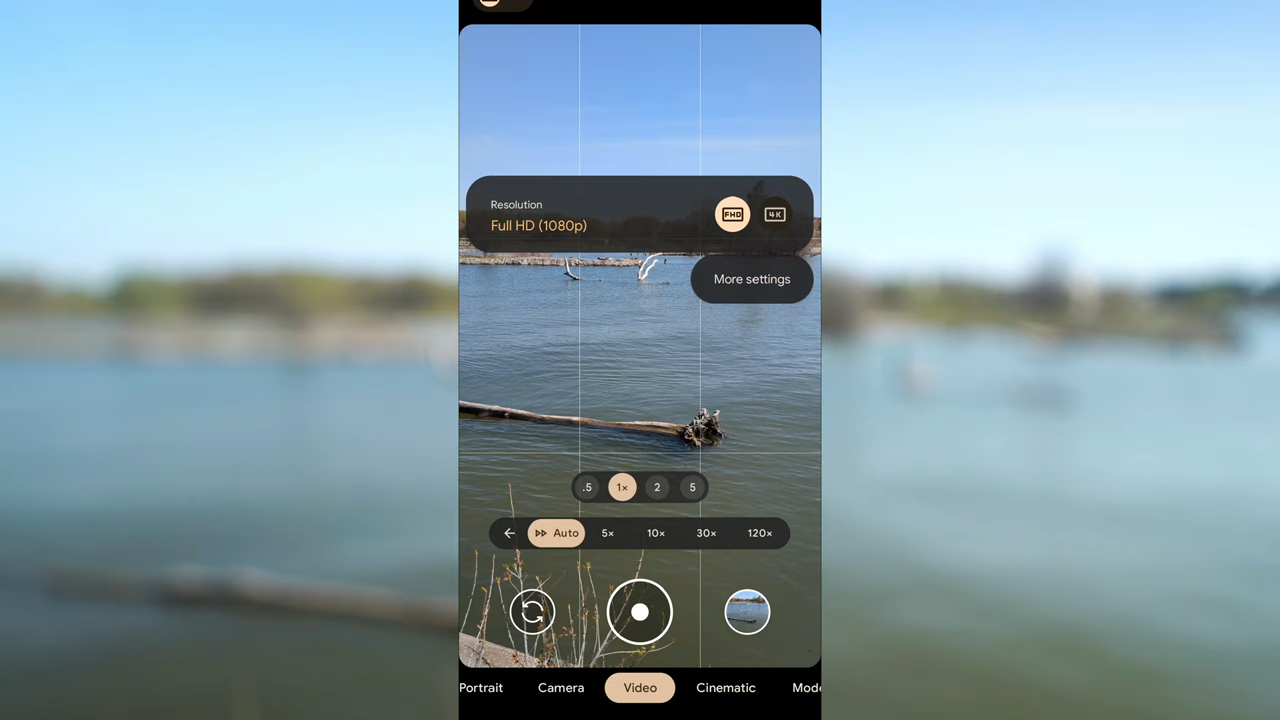 Resolution
Full HD (1080p)
FHD
4K
More settings
.5
1×
2
5
Auto
5×
10×
30×
120×
Portrait
Camera
Video
Cinematic
Mod